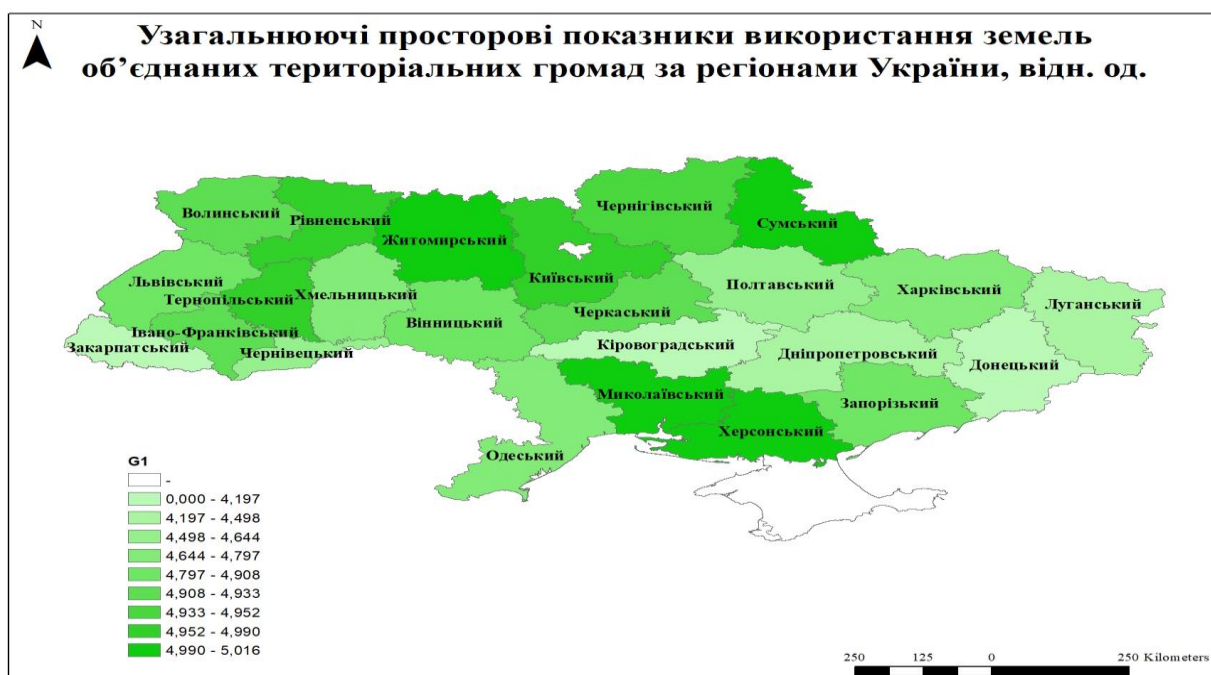 N
Узагальнюючі просторові показники використання земель
об’єднаних територіальних громад за регіонами України, відн. од.
Волинський
Рівненський
Житомирський
Чернігівський
Сумський
Київський
Львівський
Тернопільський
Хмельницький
Вінницький
Черкаський
Полтавський
Харківський
Луганський
Івано-Франківський
Закарпатський
Чернівецький
Кіровоградський
Дніпропетровський
Донецький
Миколаївський
Запорізький
Херсонський
Одеський
G1
-
0,000 - 4,197
4,197 - 4,498
4,498 - 4,644
4,644 - 4,797
4,797 - 4,908
4,908 - 4,933
4,933 - 4,952
4,952 - 4,990
4,990 - 5,016
250 125 0 250 Kilometers